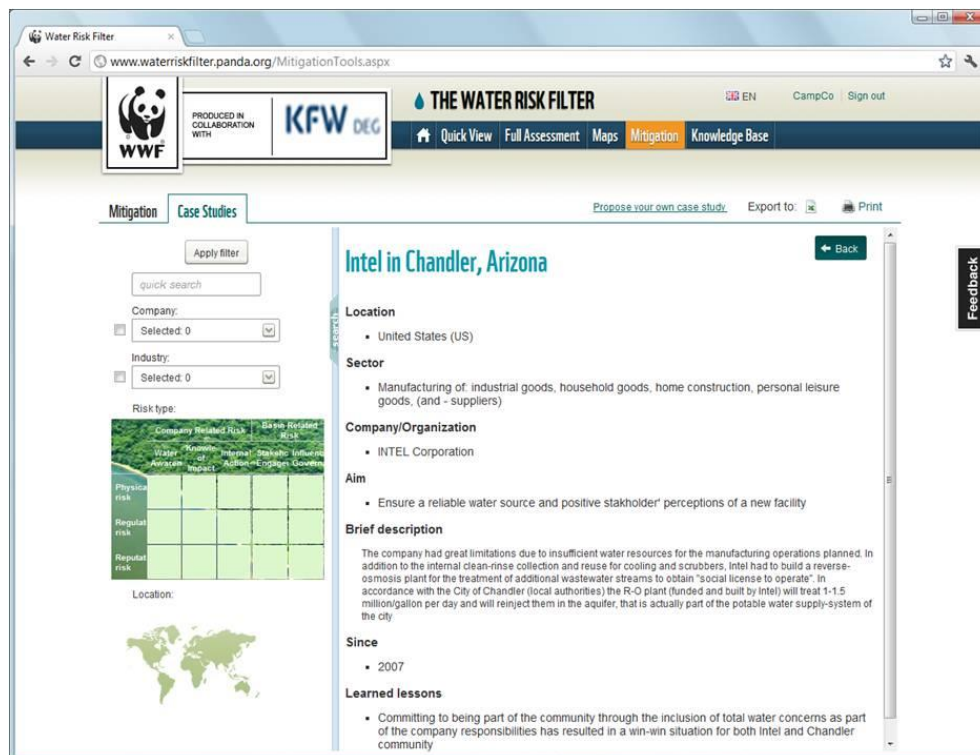 Water Risk Filter
www.waterriskfilter.panda.org/MitigationTools.aspx
WWF
PRODUCED IN
COLLABORATION
WITH
KFW DEG
THE WATER RISK FILTER
EN
CampCo
Sign out
Quick View
Full Assessment
Maps
Mitigation
Knowledge Base
Mitigation
Case Studies
Propose your own case study
Export to:
Print
Apply filter
quick search
Company:
Selected: 0
Industry:
Selected: 0
Risk type:
Company Related Risk
Basin Related
Risk
Water
Awaren
Knowle
of
Impact
Internal
Action
Stakeho
Engage
Influenc
Govern
Physica
risk
Regulat
risk
Reputat
risk
Location:
search
Back
Intel in Chandler, Arizona
Location
• United States (US)
Sector
• Manufacturing of: industrial goods, household goods, home construction, personal leisure
goods, (and - suppliers)
Company/Organization
• INTEL Corporation
Aim
• Ensure a reliable water source and positive stakholder' perceptions of a new facility
Brief description
The company had great limitations due to insufficient water resources for the manufacturing operations planned. In
addition to the internal clean-rinse collection and reuse for cooling and scrubbers, Intel had to build a reverse-
osmosis plant for the treatment of additional wastewater streams to obtain "social license to operate". In
accordance with the City of Chandler (local authorities) the R-O plant (funded and built by Intel) will treat 1-1.5
million/gallon per day and will reinject them in the aquifer, that is actually part of the potable water supply-system of
the city
Since
• 2007
Learned lessons
• Committing to being part of the community through the inclusion of total water concerns as part
of the company responsibilities has resulted in a win-win situation for both Intel and Chandler
community
Feedback